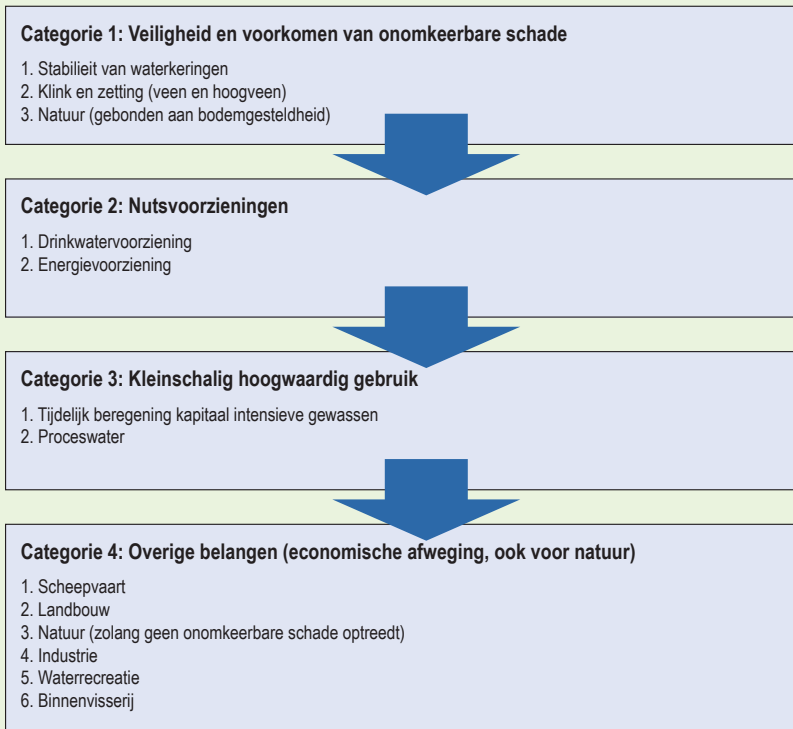 Categorie 1: Veiligheid en voorkomen van onomkeerbare schade
1. Stabilieit van waterkeringen
2. Klink en zetting (veen en hoogveen)
3. Natuur (gebonden aan bodemgesteldheid)
Categorie 2: Nutsvoorzieningen
1. Drinkwatervoorziening
2. Energievoorziening
Categorie 3: Kleinschalig hoogwaardig gebruik
1. Tijdelijk beregening kapitaal intensieve gewassen
2. Proceswater
Categorie 4: Overige belangen (economische afweging, ook voor natuur)
1. Scheepvaart
2. Landbouw
3. Natuur (zolang geen onomkeerbare schade optreedt)
4. Industrie
5. Waterrecreatie
6. Binnenvisserij